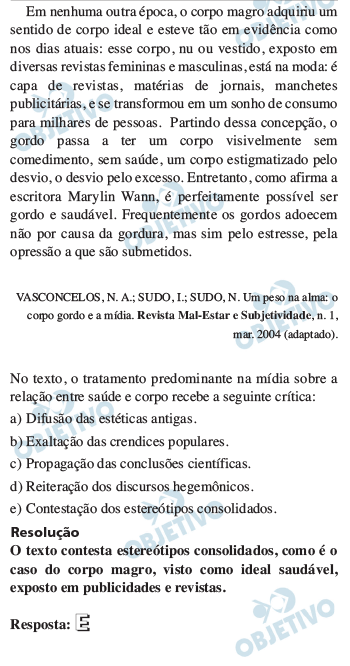 Em nenhuma outra época, o corpo magro adquiriu um
sentido de corpo ideal e esteve tão em evidência como
nos dias atuais: esse corpo, nu ou vestido, exposto em
diversas revistas femininas e masculinas, está na moda: é
capa de revistas, matérias de jornais, manchetes
publicitárias, e se transformou em um sonho de consumo
para milhares de pessoas. Partindo dessa concepção, o
gordo passa a ter um corpo visivelmente sem
comedimento, sem saúde, um corpo estigmatizado pelo
desvio, o desvio pelo excesso. Entretanto, como afirma a
escritora Marylin Wann, é perfeitamente possível ser
gordo e saudável. Frequentemente os gordos adoecem
não por causa da gordura, mas sim pelo estresse, pela
opressão a que são submetidos.
VASCONCELOS, N. A.; SUDO, I.; SUDO, N. Um peso na alma: o
corpo gordo e a mídia. Revista Mal-Estar e Subjetividade, n. 1,
mar. 2004 (adaptado).
No texto, o tratamento predominante na mídia sobre a
relação entre saúde e corpo recebe a seguinte crítica:
a) Difusão das estéticas antigas.
b) Exaltação das crendices populares.
c) Propagação das conclusões científicas.
d) Reiteração dos discursos hegemônicos.
e) Contestação dos estereótipos consolidados.
Resolução
O texto contesta estereótipos consolidados, como é o
caso do corpo magro, visto como ideal saudável,
exposto em publicidades e revistas.
Resposta: E
OBJETIVO
OBJETIVO
OBJETIVO
OBJETIVO
OBJETIVO
OBJETIVO
OBJETIVO